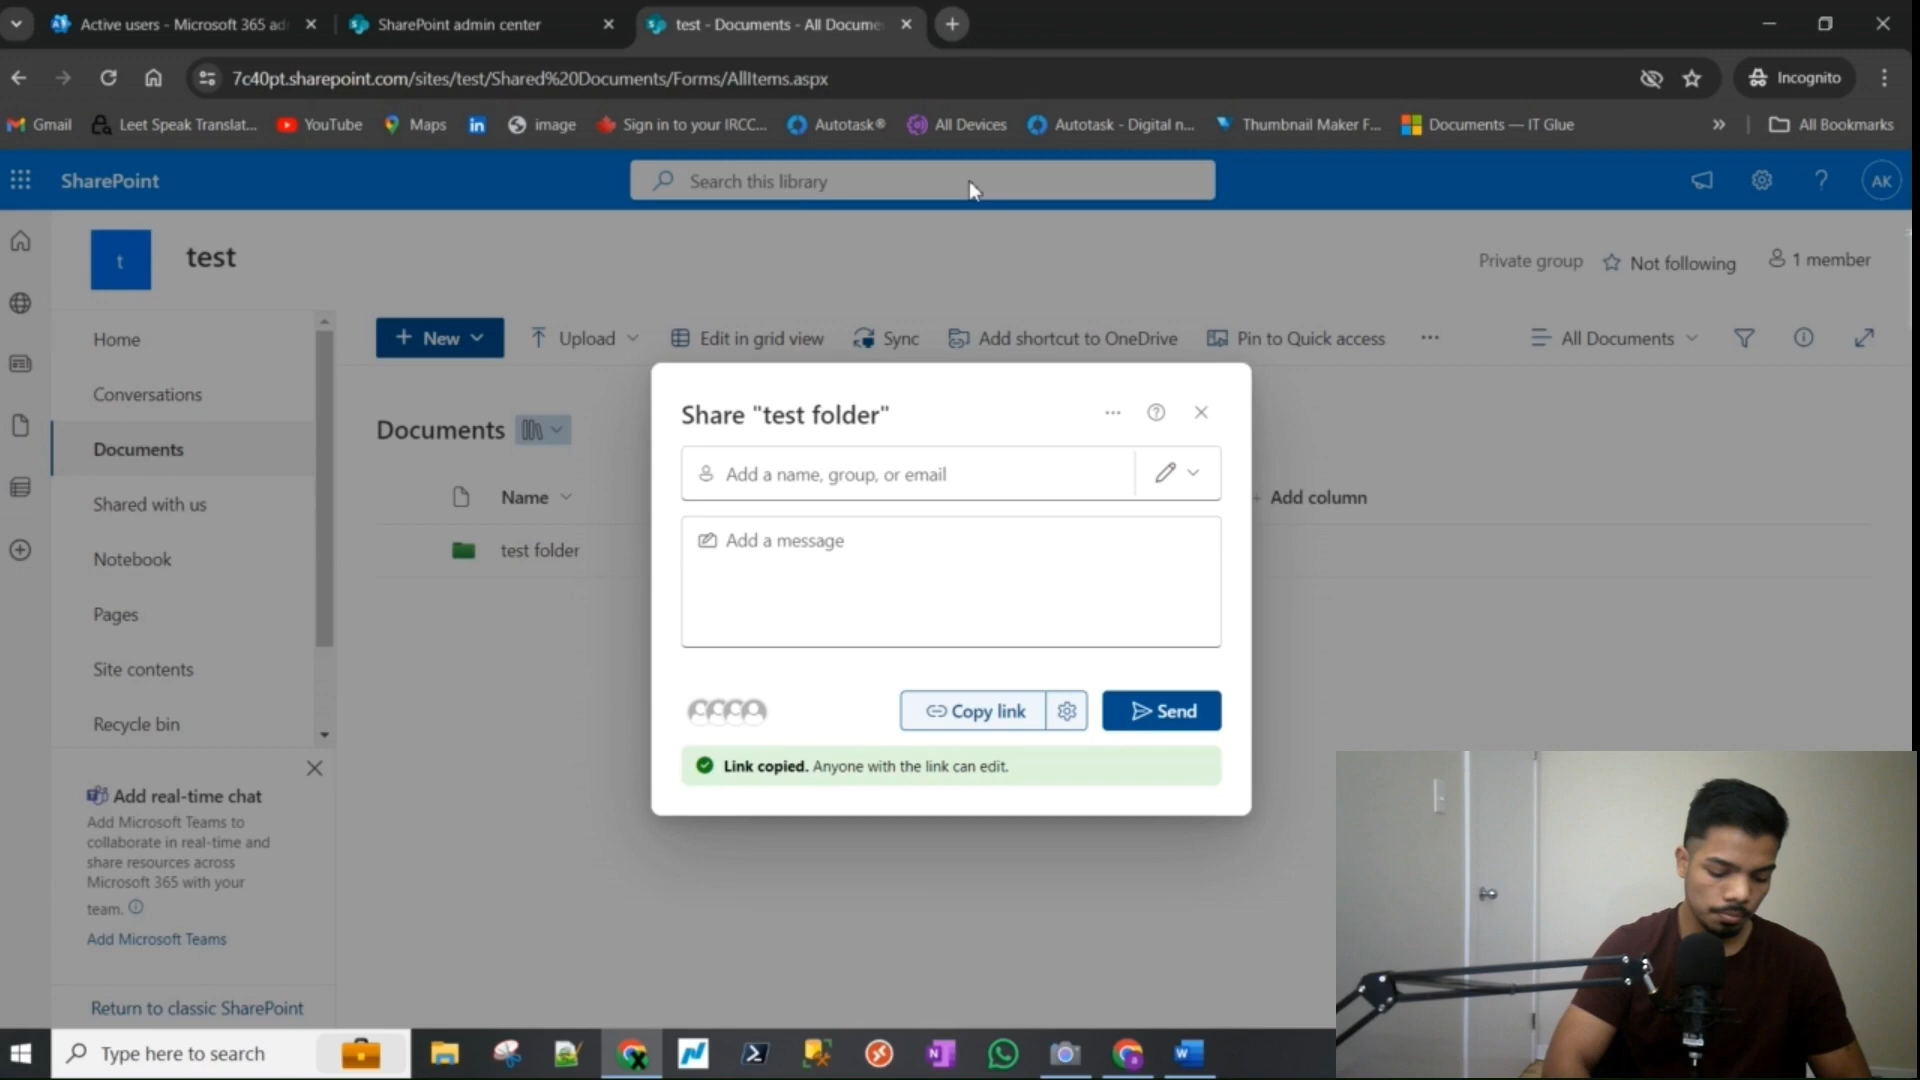 Active users - Microsoft 365 ad
SharePoint admin center
test - Documents - All Docume
7c40pt.sharepoint.com/sites/test/Shared%20Documents/Forms/AllItems.aspx
Incognito
Gmail
Leet Speak Translat...
YouTube
Maps
in
image
Sign in to your IRCC...
Autotask®
All Devices
Autotask - Digital n...
Thumbnail Maker F...
Documents — IT Glue
»
All Bookmarks
SharePoint
Search this library
?
AK
t
test
Private group
Not following
1 member
Home
Conversations
Documents
Shared with us
Notebook
Pages
Site contents
Recycle bin
+ New
Upload
Edit in grid view
Sync
Add shortcut to OneDrive
Pin to Quick access
...
All Documents
Documents
Name
Add column
test folder
Share "test folder"
...
Add a name, group, or email
Add a message
Copy link
Send
Link copied. Anyone with the link can edit.
Add real-time chat
Add Microsoft Teams to
collaborate in real-time and
share resources across
Microsoft 365 with your
team.
Add Microsoft Teams
Return to classic SharePoint
Type here to search